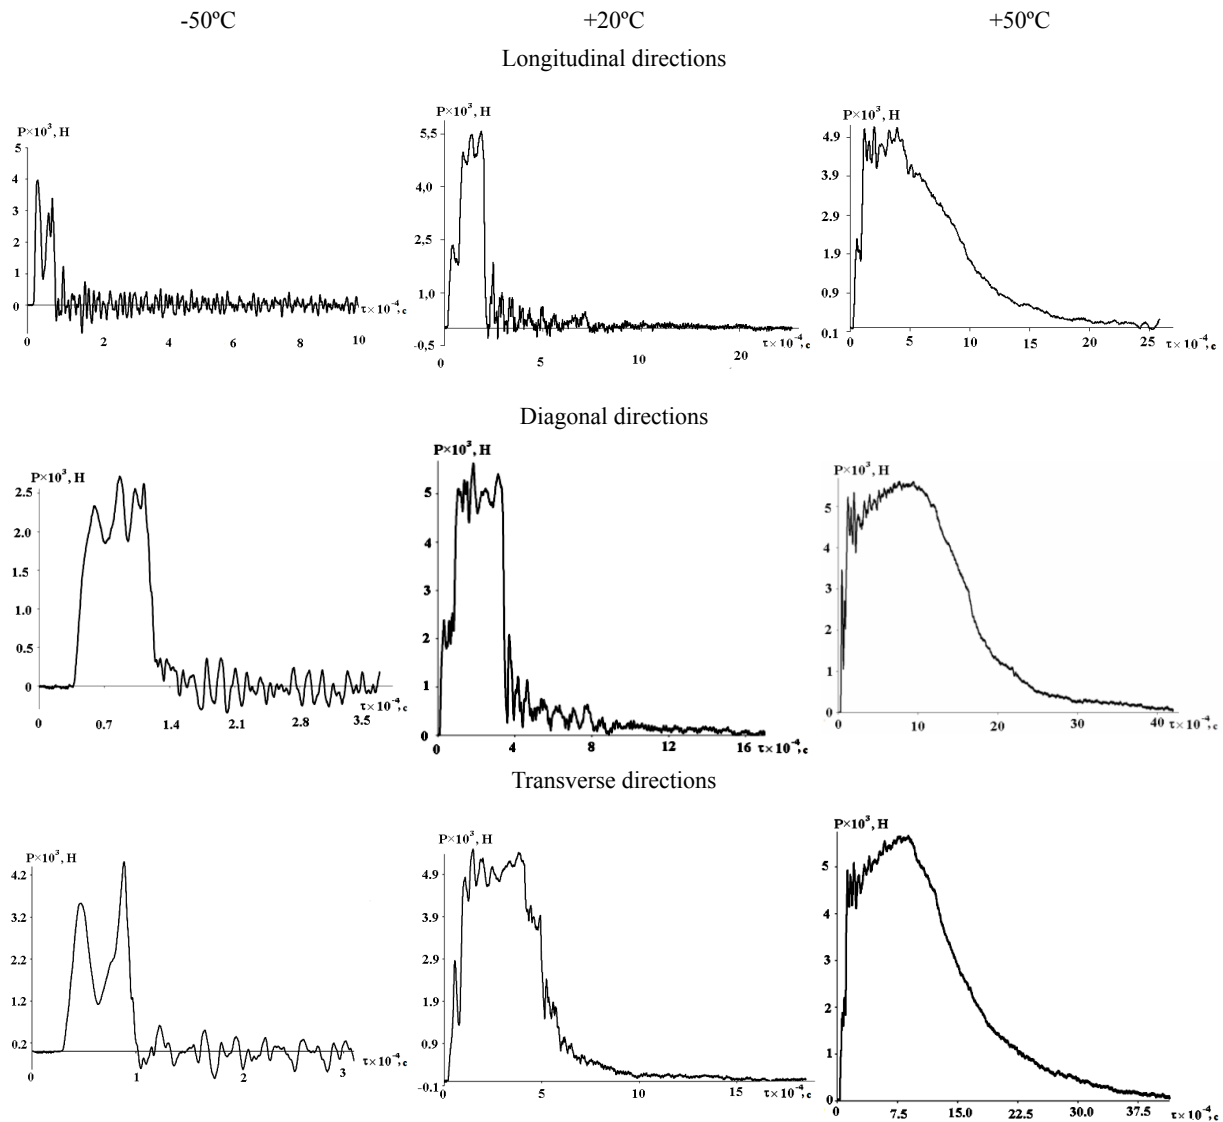 -50ºC +20ºC +50ºC
Longitudinal directions
P×10³, H
5
4
3
2
1
0
0 2 4 6 8 10
τ×10⁻⁴, c
P×10³, H
5,5
4,0
2,5
1,0
-0,5
0 5 10 20
τ×10⁻⁴, c
P×10³, H
4.9
3.9
2.9
1.9
0.9
0.1
0 5 10 15 20 25
τ×10⁻⁴, c
Diagonal directions
P×10³, H
2.5
2.0
1.5
1.0
0.5
0
0 0.7 1.4 2.1 2.8 3.5
τ×10⁻⁴, c
P×10³, H
5
4
3
2
1
0
0 4 8 12 16 τ×10⁻⁴, c
P×10³, H
5
4
3
2
1
0
0 10 20 30 40 τ×10⁻⁴, c
Transverse directions
P×10³, H
4.2
3.2
2.2
1.2
0.2
0 1 2 3
τ×10⁻⁴, c
P×10³, H
4.9
3.9
2.9
1.9
0.9
-0.1
0 5 10 15 τ×10⁻⁴, c
P×10³, H
5
4
3
2
1
0
0 7.5 15.0 22.5 30.0 37.5 τ×10⁻⁴, c